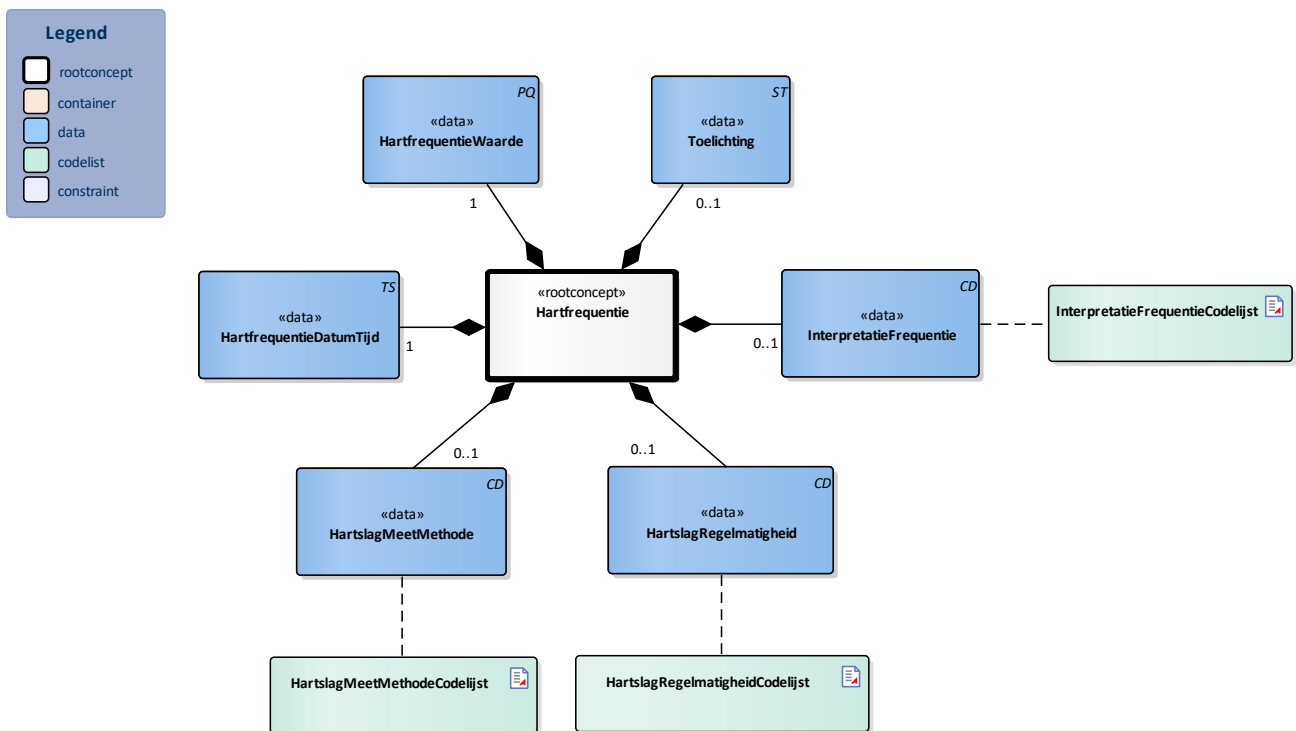 Legend
rootconcept
container
data
codelist
constraint
PQ
«data»
HartfrequentieWaarde
1
ST
«data»
Toelichting
0..1
TS
«data»
HartfrequentieDatumTijd
1
«rootconcept»
Hartfrequentie
CD
«data»
InterpretatieFrequentie
0..1
InterpretatieFrequentieCodelijst
0..1
CD
«data»
HartslagMeetMethode
0..1
CD
«data»
HartslagRegelmatigheid
HartslagMeetMethodeCodelijst
HartslagRegelmatigheidCodelijst